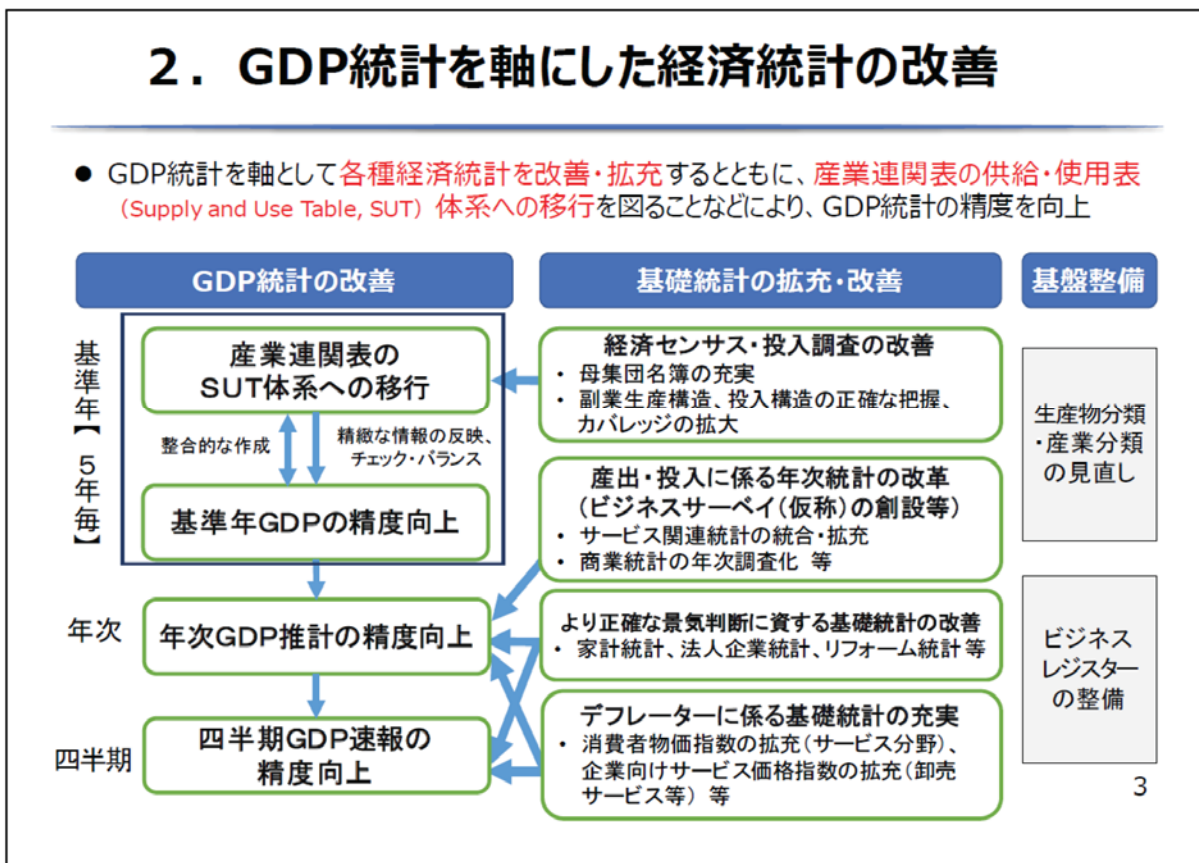 ２．GDP統計を軸にした経済統計の改善
● GDP統計を軸として各種経済統計を改善・拡充するとともに、産業連関表の供給・使用表
（Supply and Use Table, SUT）体系への移行を図ることなどにより、GDP統計の精度を向上
GDP統計の改善
基礎統計の拡充・改善
基盤整備
基準年】５年毎】
産業連関表の
SUT体系への移行
整合的な作成
精緻な情報の反映、
チェック・バランス
基準年GDPの精度向上
年次
年次GDP推計の精度向上
四半期
四半期GDP速報の
精度向上
経済センサス・投入調査の改善
・ 母集団名簿の充実
・ 副業生産構造、投入構造の正確な把握、
カバレッジの拡大
産出・投入に係る年次統計の改革
（ビジネスサーベイ（仮称）の創設等）
・ サービス関連統計の統合・拡充
・ 商業統計の年次調査化 等
より正確な景気判断に資する基礎統計の改善
・ 家計統計、法人企業統計、リフォーム統計等
デフレーターに係る基礎統計の充実
・ 消費者物価指数の拡充（サービス分野）、
企業向けサービス価格指数の拡充（卸売
サービス等） 等
生産物分類
・産業分類
の見直し
ビジネス
レジスター
の整備
3